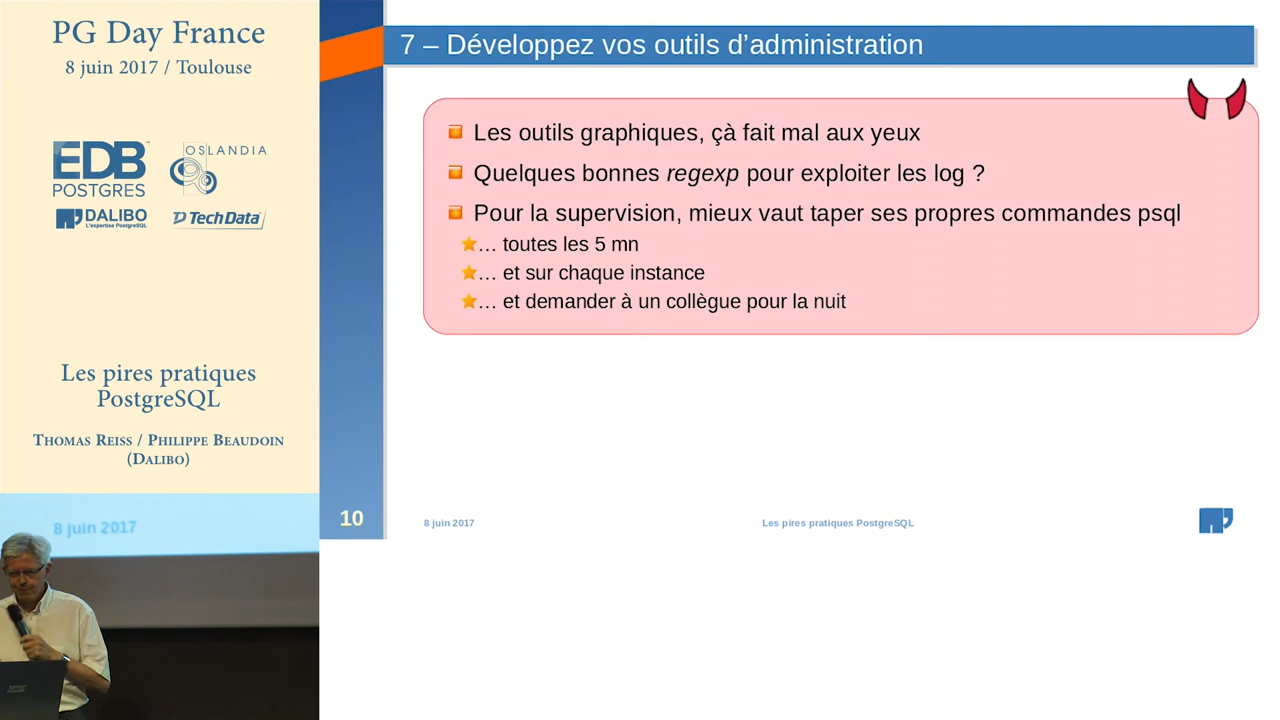 PG Day France
8 juin 2017 / Toulouse
EDB
POSTGRES
OSLANDIA
DALIBO
L'expertise PostgreSQL
Tech Data
Les pires pratiques
PostgreSQL
Thomas Reiss / Philippe Beaudoin
(Dalibo)
8 juin 2017
7 – Développez vos outils d’administration
Les outils graphiques, çà fait mal aux yeux
Quelques bonnes regexp pour exploiter les log ?
Pour la supervision, mieux vaut taper ses propres commandes psql
… toutes les 5 mn
… et sur chaque instance
… et demander à un collègue pour la nuit
10
8 juin 2017
Les pires pratiques PostgreSQL